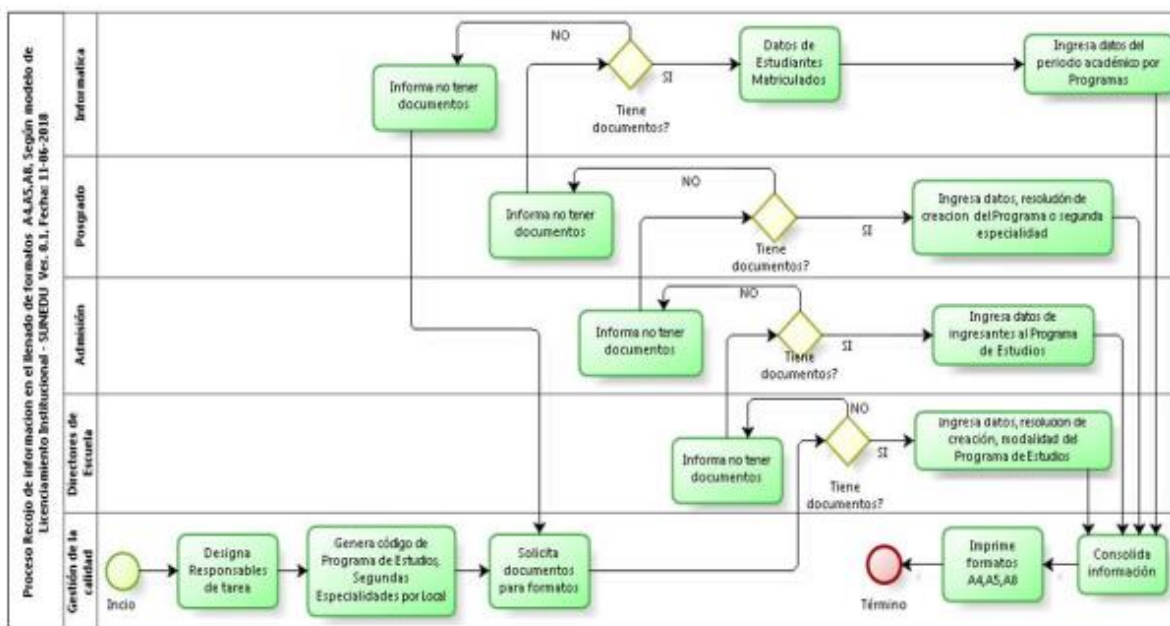 Proceso Recojo de informacion en el llenado de formatos A4,A5,A8, Según modelo de
Licenciamiento Institucional - SUNEDU Ver. 0.1, Fecha: 11-06-2018
Informatica
NO
Informa no tener
documentos
SI
Tiene
documentos?
Datos de
Estudiantes
Matriculados
Ingresa datos del
periodo académico por
Programas
Posgrado
NO
Informa no tener
documentos
SI
Tiene
documentos?
Ingresa datos, resolución de
creacion del Programa o segunda
especialidad
Admisión
NO
Informa no tener
documentos
SI
Tiene
documentos?
Ingresa datos de
ingresantes al Programa
de Estudios
Directores de
Escuela
NO
Informa no tener
documentos
SI
Tiene
documentos?
Ingresa datos, resolucion de
creación, modalidad del
Programa de Estudios
Gestión de la
calidad
Incio
Designa
Responsables
de tarea
Genera código de
Programa de Estudios,
Segundas
Especialidades por Local
Solicita
documentos
para formatos
Término
Imprime
formatos
A4,A5,A8
Consolida
información